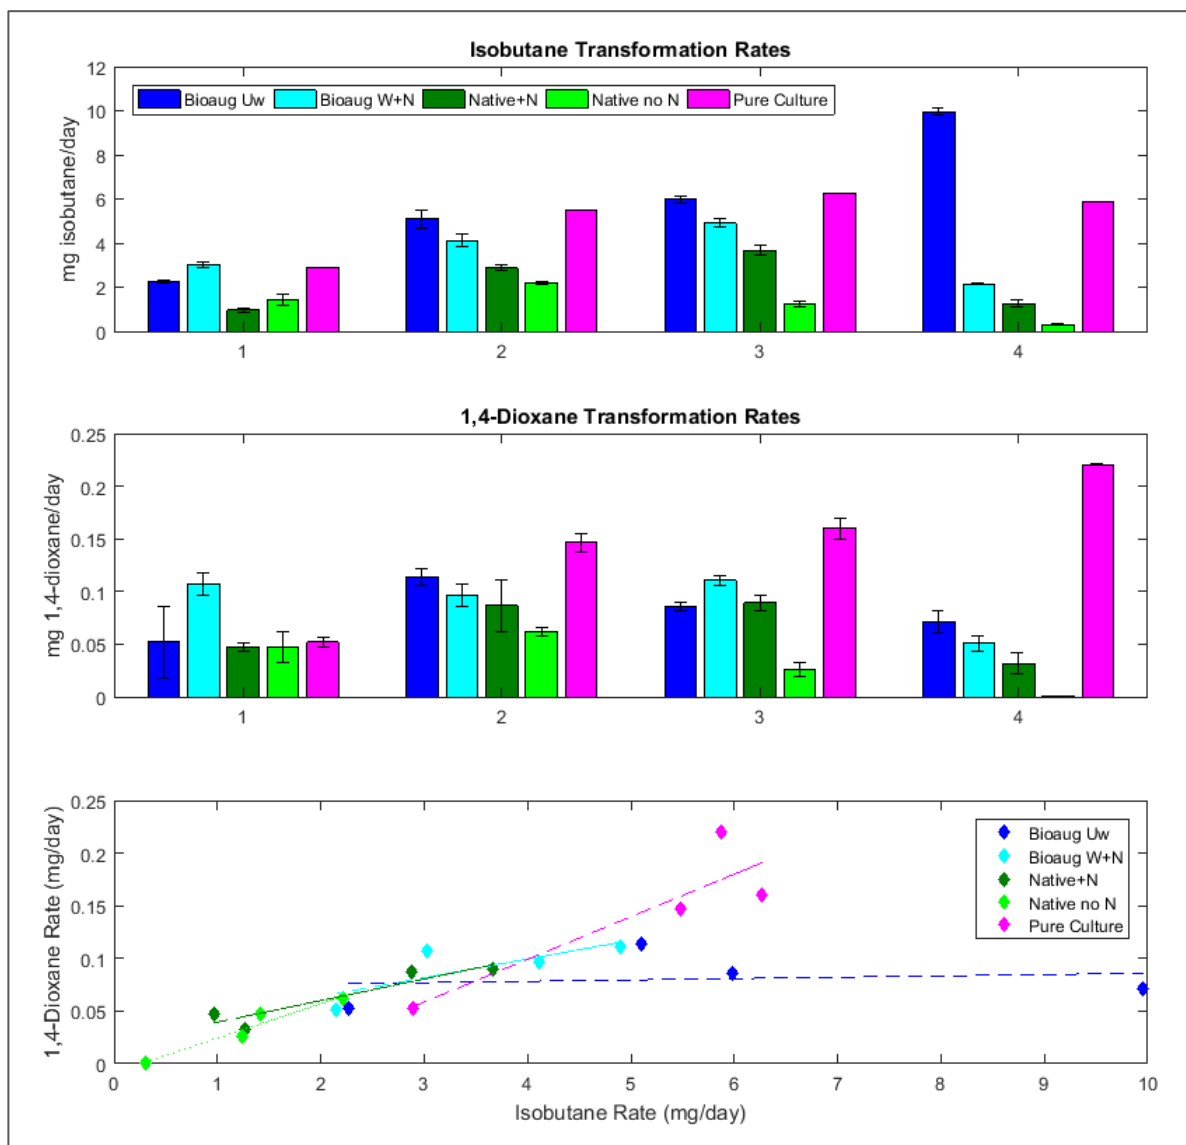 Isobutane Transformation Rates
mg isobutane/day
12
10
8
6
4
2
0
Bioaug Uw Bioaug W+N Native+N Native no N Pure Culture
1 2 3 4
1,4-Dioxane Transformation Rates
mg 1,4-dioxane/day
0.25
0.2
0.15
0.1
0.05
0
1 2 3 4
1,4-Dioxane Rate (mg/day)
0.25
0.2
0.15
0.1
0.05
0
Bioaug Uw
Bioaug W+N
Native+N
Native no N
Pure Culture
0 1 2 3 4 5 6 7 8 9 10
Isobutane Rate (mg/day)